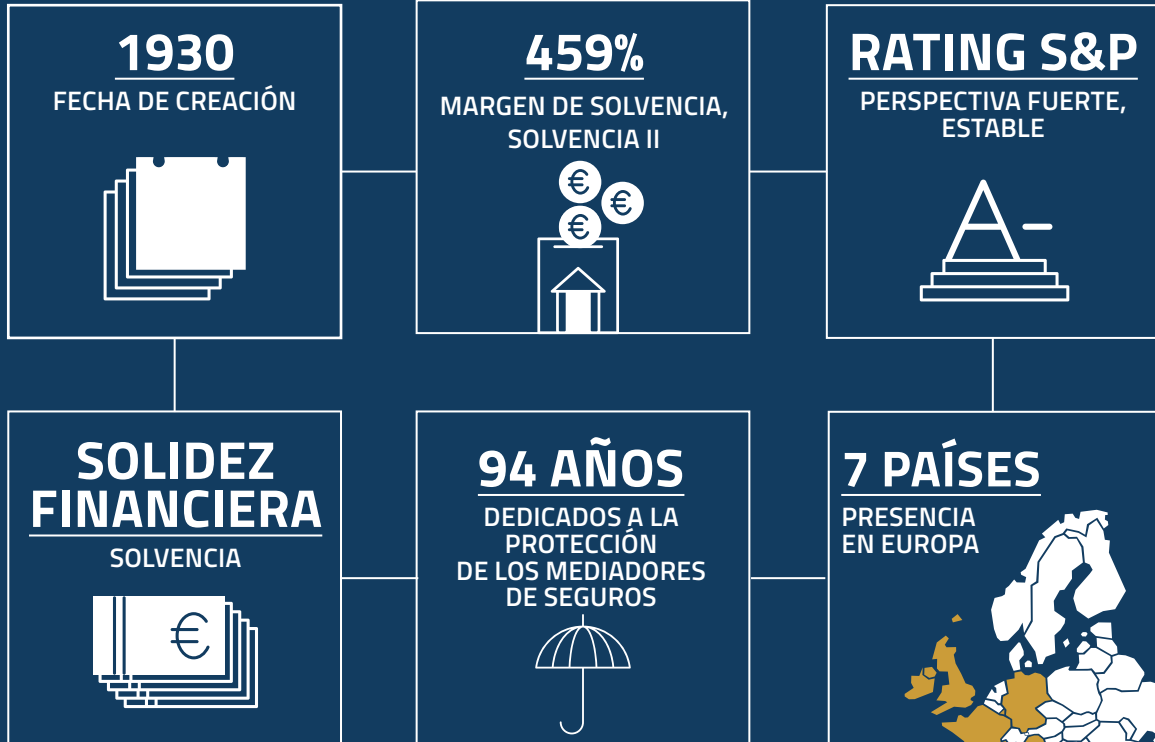 1930
FECHA DE CREACIÓN
459%
MARGEN DE SOLVENCIA,
SOLVENCIA II
€
€
€
RATING S&P
PERSPECTIVA FUERTE,
ESTABLE
A-
SOLIDEZ
FINANCIERA
SOLVENCIA
€
94 AÑOS
DEDICADOS A LA
PROTECCIÓN
DE LOS MEDIADORES
DE SEGUROS
7 PAÍSES
PRESENCIA
EN EUROPA